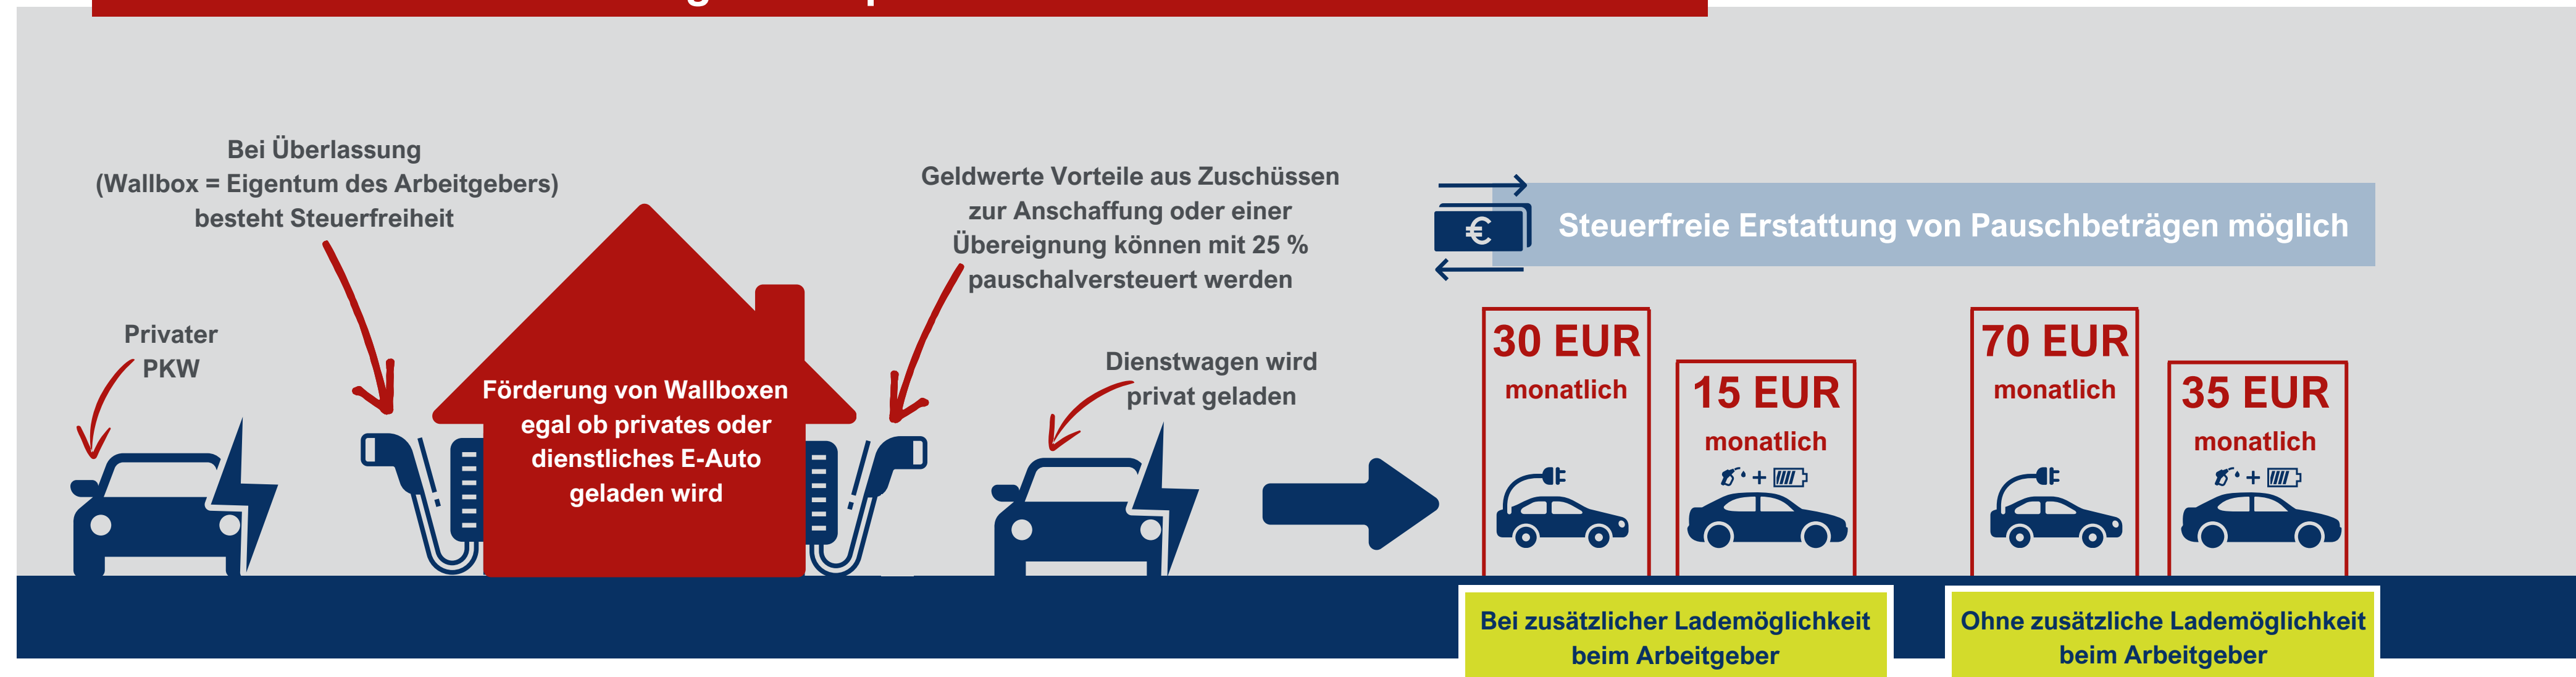 Bei Überlassung
(Wallbox = Eigentum des Arbeitgebers)
besteht Steuerfreiheit
Privater
PKW
Förderung von Wallboxen
egal ob privates oder
dienstliches E-Auto
geladen wird
Geldwerte Vorteile aus Zuschüssen
zur Anschaffung oder einer
Übereignung können mit 25 %
pauschalversteuert werden
Dienstwagen wird
privat geladen
€
Steuerfreie Erstattung von Pauschbeträgen möglich
30 EUR
monatlich
15 EUR
monatlich
+
70 EUR
monatlich
35 EUR
monatlich
+
Bei zusätzlicher Lademöglichkeit
beim Arbeitgeber
Ohne zusätzliche Lademöglichkeit
beim Arbeitgeber